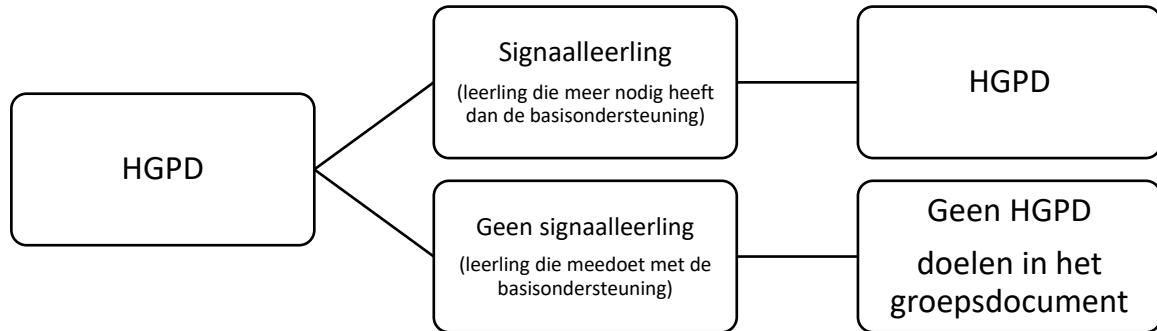 HGPD
Signaalleerling
(leerling die meer nodig heeft
dan de basisondersteuning)
HGPD
Geen signaalleerling
(leerling die meedoet met de
basisondersteuning)
Geen HGPD
doelen in het
groepsdocument